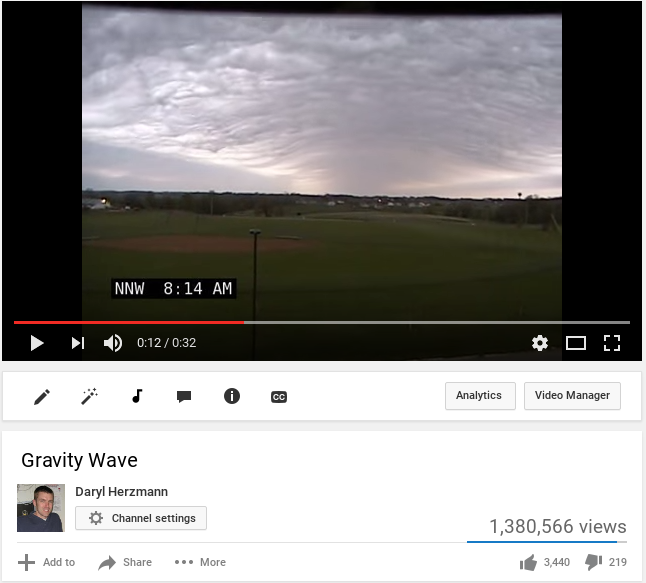 NNW 8:14 AM
0:12 / 0:32
CC
Analytics
Video Manager
Gravity Wave
Daryl Herzmann
Channel settings
1,380,566 views
Add to Share More 3,440 219